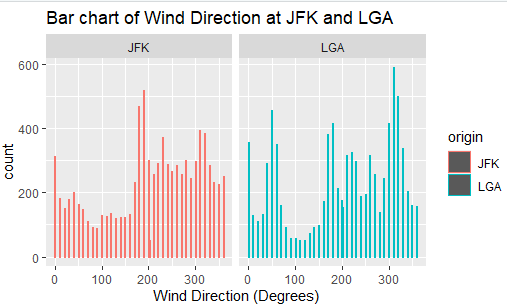 Bar chart of Wind Direction at JFK and LGA
JFK
LGA
600
400
200
0
count
0 100 200 300
0 100 200 300
Wind Direction (Degrees)
origin
JFK
LGA